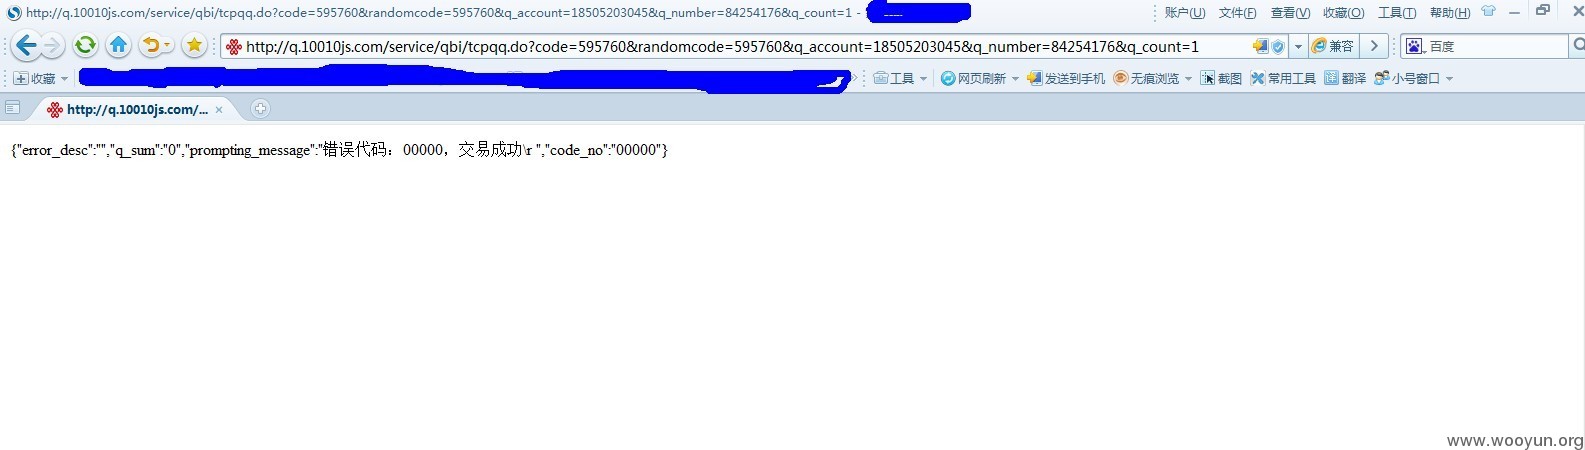 http://q.10010js.com/service/qbi/tcpqq.do?code=595760&randomcode=595760&q_account=18505203045&q_number=84254176&q_count=1 - 账户(U) 文件(F) 查看(V) 收藏(O) 工具(T) 帮助(H)
http://q.10010js.com/service/qbi/tcpqq.do?code=595760&randomcode=595760&q_account=18505203045&q_number=84254176&q_count=1 兼容 百度
收藏 工具 网页刷新 发送到手机 无痕浏览 截图 常用工具 翻译 小号窗口
http://q.10010js.com/...
{"error_desc":"","q_sum":"0","prompting_message":"错误代码：00000，交易成功\r ","code_no":"00000"}
www.wooyun.org